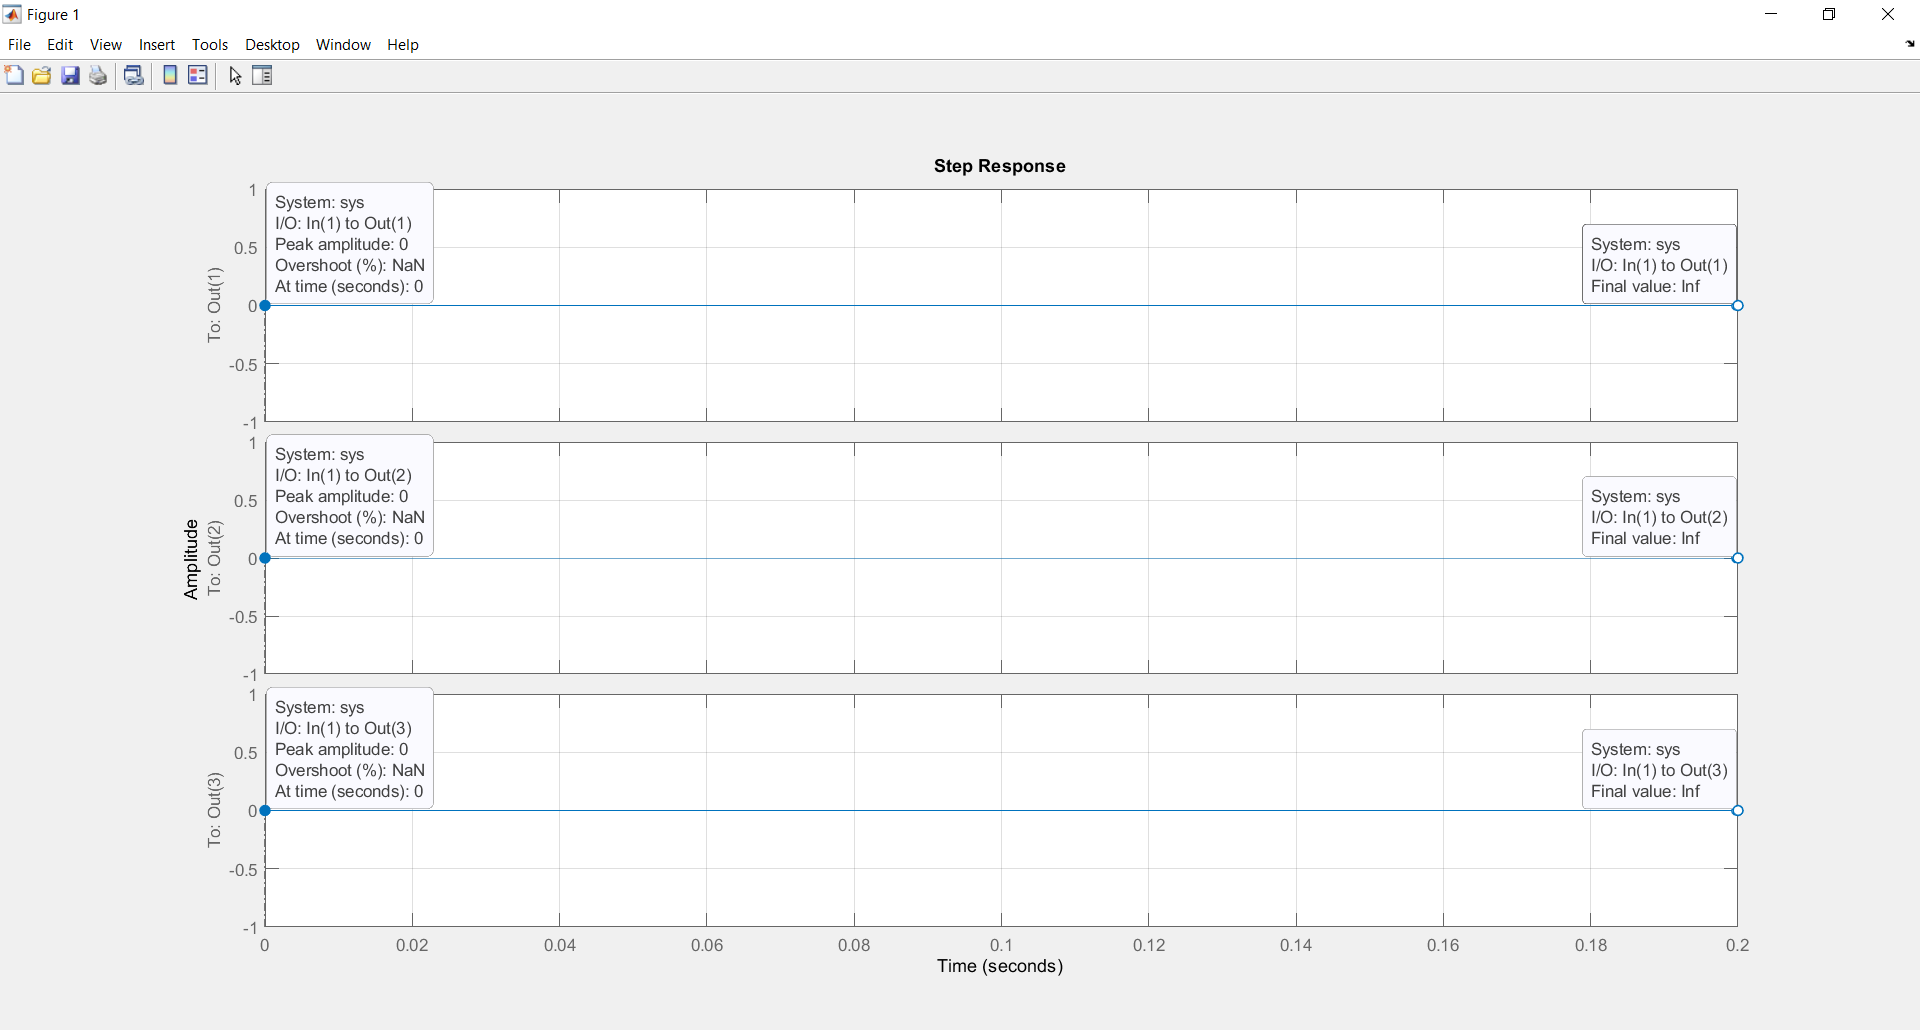 Figure 1
File Edit View Insert Tools Desktop Window Help
Step Response
To: Out(1)
1
0.5
0
-0.5
-1
System: sys
I/O: In(1) to Out(1)
Peak amplitude: 0
Overshoot (%): NaN
At time (seconds): 0
System: sys
I/O: In(1) to Out(1)
Final value: Inf
Amplitude
To: Out(2)
1
0.5
0
-0.5
-1
System: sys
I/O: In(1) to Out(2)
Peak amplitude: 0
Overshoot (%): NaN
At time (seconds): 0
System: sys
I/O: In(1) to Out(2)
Final value: Inf
To: Out(3)
1
0.5
0
-0.5
-1
System: sys
I/O: In(1) to Out(3)
Peak amplitude: 0
Overshoot (%): NaN
At time (seconds): 0
System: sys
I/O: In(1) to Out(3)
Final value: Inf
0 0.02 0.04 0.06 0.08 0.1 0.12 0.14 0.16 0.18 0.2
Time (seconds)